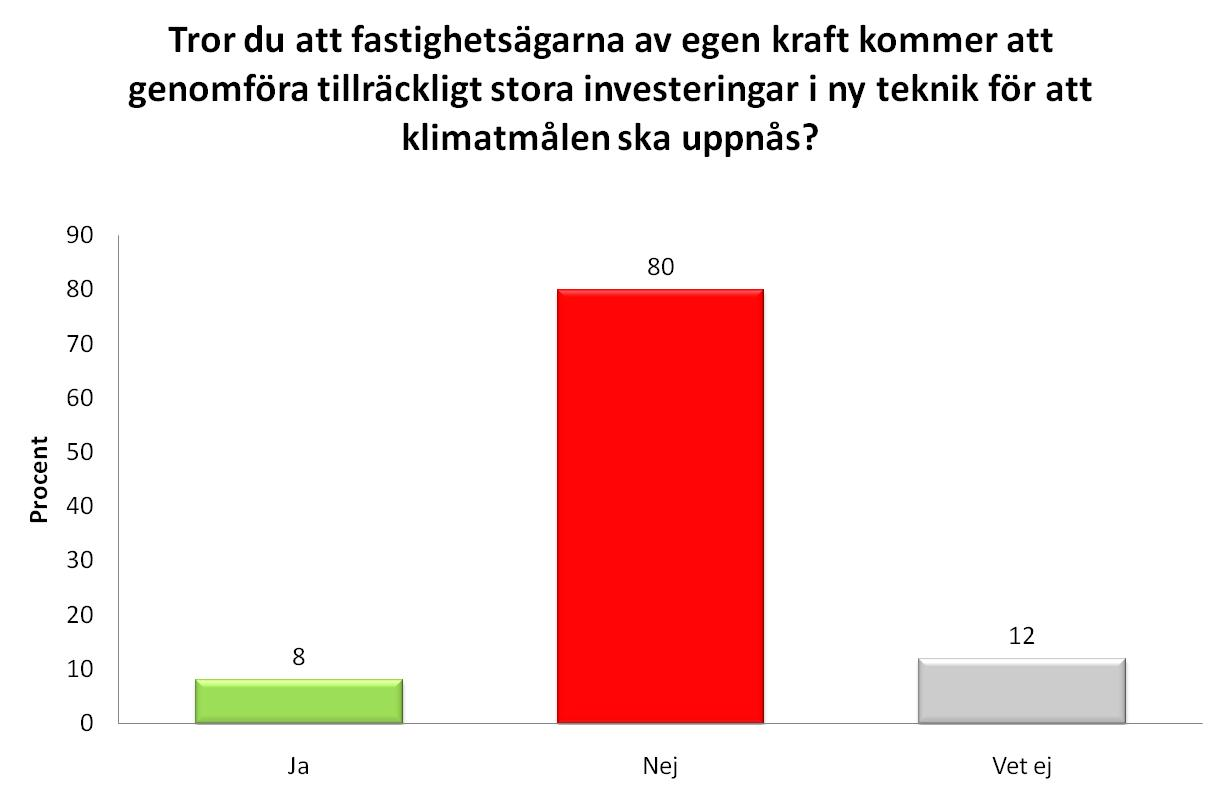 Tror du att fastighetsägarna av egen kraft kommer att
genomföra tillräckligt stora investeringar i ny teknik för att
klimatmålen ska uppnås?
90
80
70
60
50
40
30
20
10
0
Procent
8
80
12
Ja
Nej
Vet ej